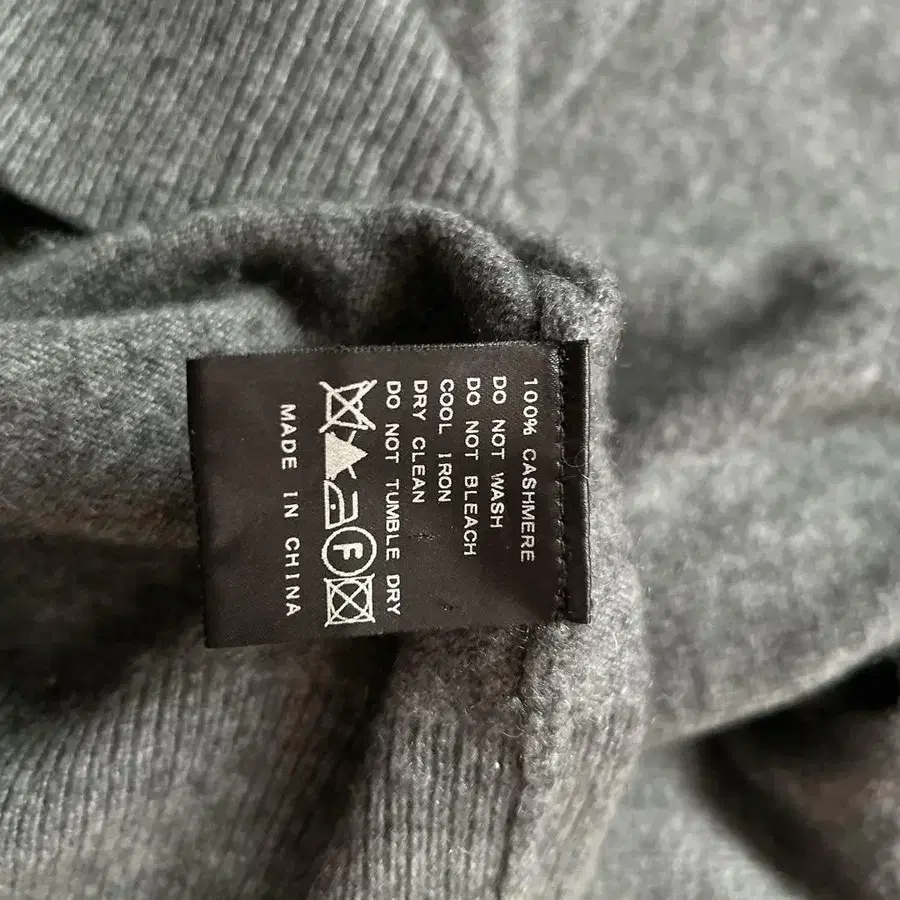 100% CASHMERE
DO NOT WASH
DO NOT BLEACH
COOL IRON
DRY CLEAN
DO NOT TUMBLE DRY
F
MADE IN CHINA